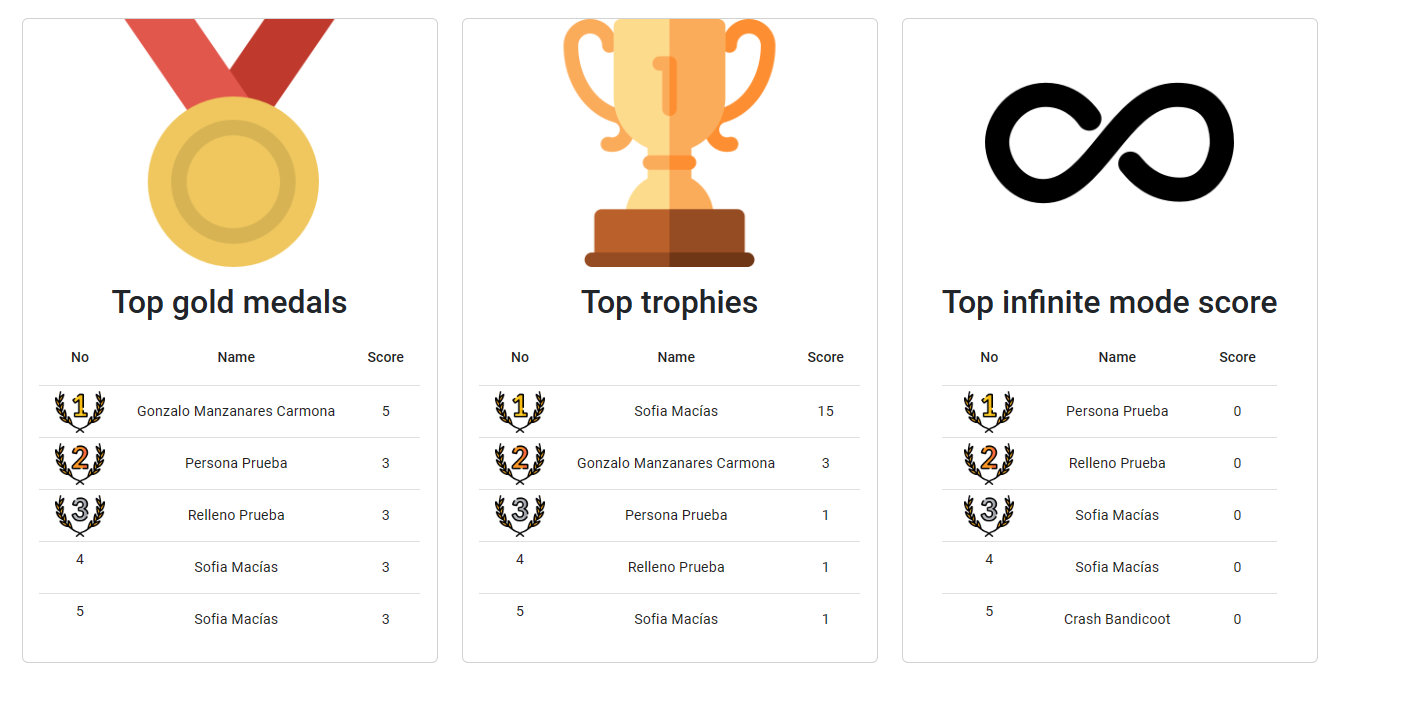 1
Top gold medals
No Name Score
1 Gonzalo Manzanares Carmona 5
2 Persona Prueba 3
3 Relleno Prueba 3
4 Sofia Macías 3
5 Sofia Macías 3
Top trophies
No Name Score
1 Sofia Macías 15
2 Gonzalo Manzanares Carmona 3
3 Persona Prueba 1
4 Relleno Prueba 1
5 Sofia Macías 1
Top infinite mode score
No Name Score
1 Persona Prueba 0
2 Relleno Prueba 0
3 Sofia Macías 0
4 Sofia Macías 0
5 Crash Bandicoot 0